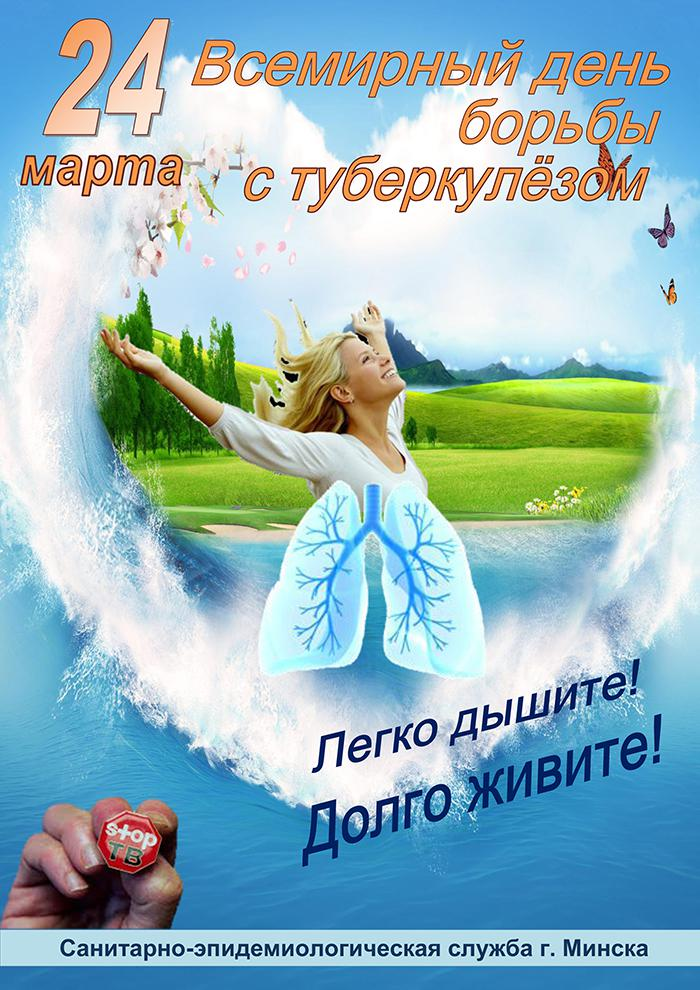 24
марта
Всемирный день
борьбы
с туберкулёзом
Легко дышите!
Долго живите!
stop
TB
Санитарно-эпидемиологическая служба г. Минска